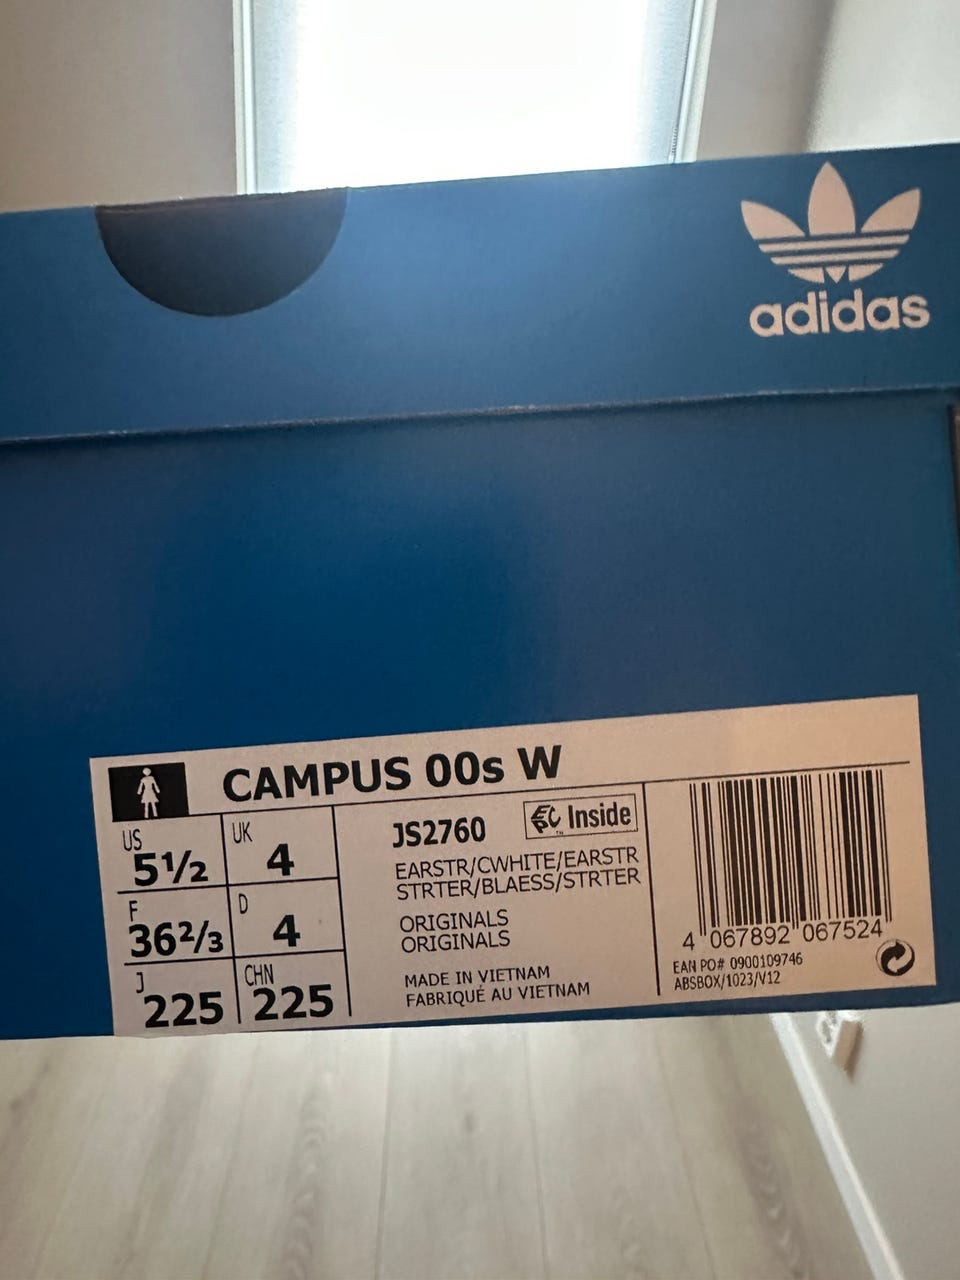 adidas
CAMPUS 00s W
US
5½
UK
4
F
36⅔
D
4
J
225
CHN
225
JS2760
EPC Inside
TM
EARSTR/CWHITE/EARSTR
STRTER/BLAESS/STRTER
ORIGINALS
ORIGINALS
MADE IN VIETNAM
FABRIQUÉ AU VIETNAM
4 067892 067524
EAN PO# 0900109746
ABSBOX/1023/V12